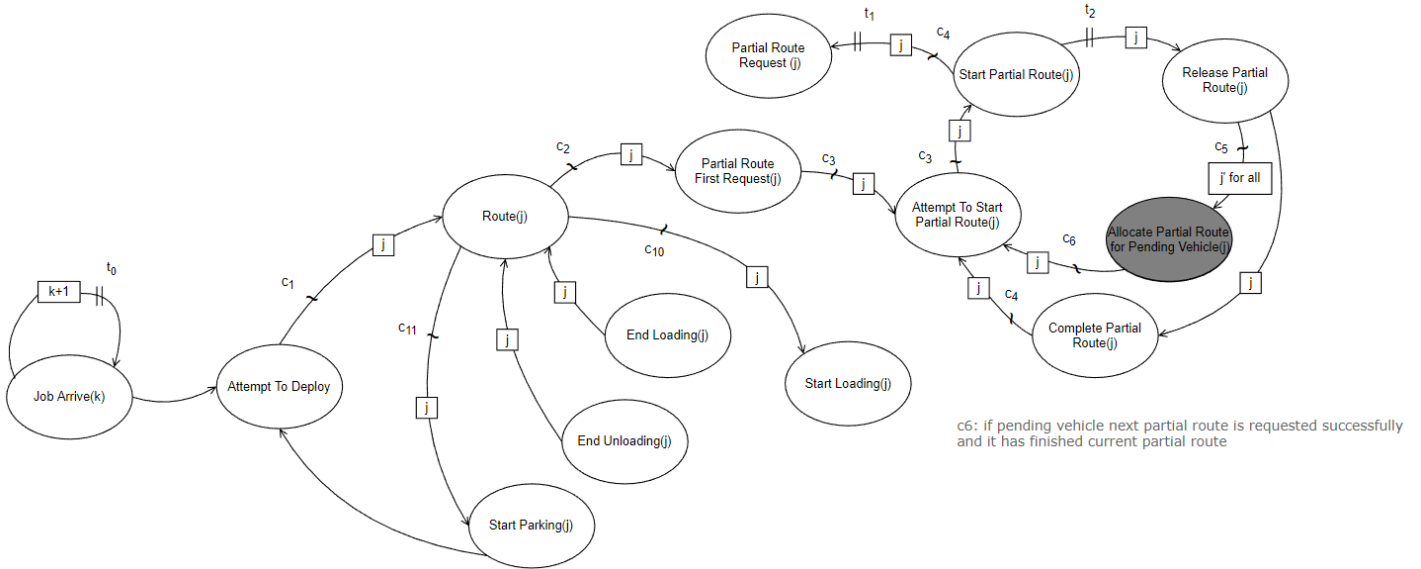 t1
j
c4
t2
j
Partial Route
Request (j)
Start Partial Route(j)
Release Partial
Route(j)
j
c2
j
Partial Route
First Request(j)
c3
j
c3
c5
j' for all
Route(j)
Attempt To Start
Partial Route(j)
Allocate Partial Route
for Pending Vehicle(j)
c6
j
j
c10
j
c1
t0
k+1
j
j
c4
j
c11
j
End Loading(j)
Complete Partial
Route(j)
Job Arrive(k)
Attempt To Deploy
Start Loading(j)
j
End Unloading(j)
c6: if pending vehicle next partial route is requested successfully
and it has finished current partial route
Start Parking(j)